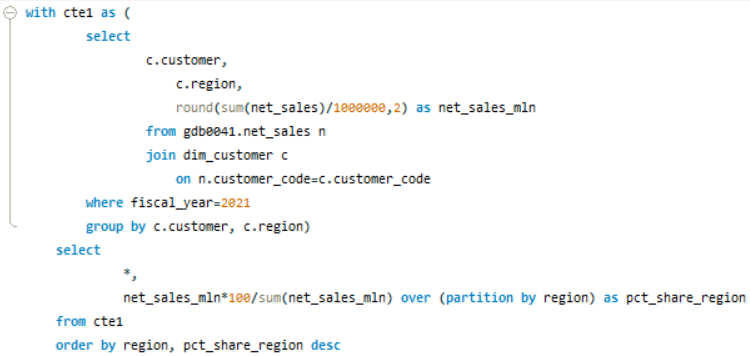 with cte1 as (
select
c.customer,
c.region,
round(sum(net_sales)/1000000,2) as net_sales_mln
from gdb0041.net_sales n
join dim_customer c
on n.customer_code=c.customer_code
where fiscal_year=2021
group by c.customer, c.region)
select
*,
net_sales_mln*100/sum(net_sales_mln) over (partition by region) as pct_share_region
from cte1
order by region, pct_share_region desc